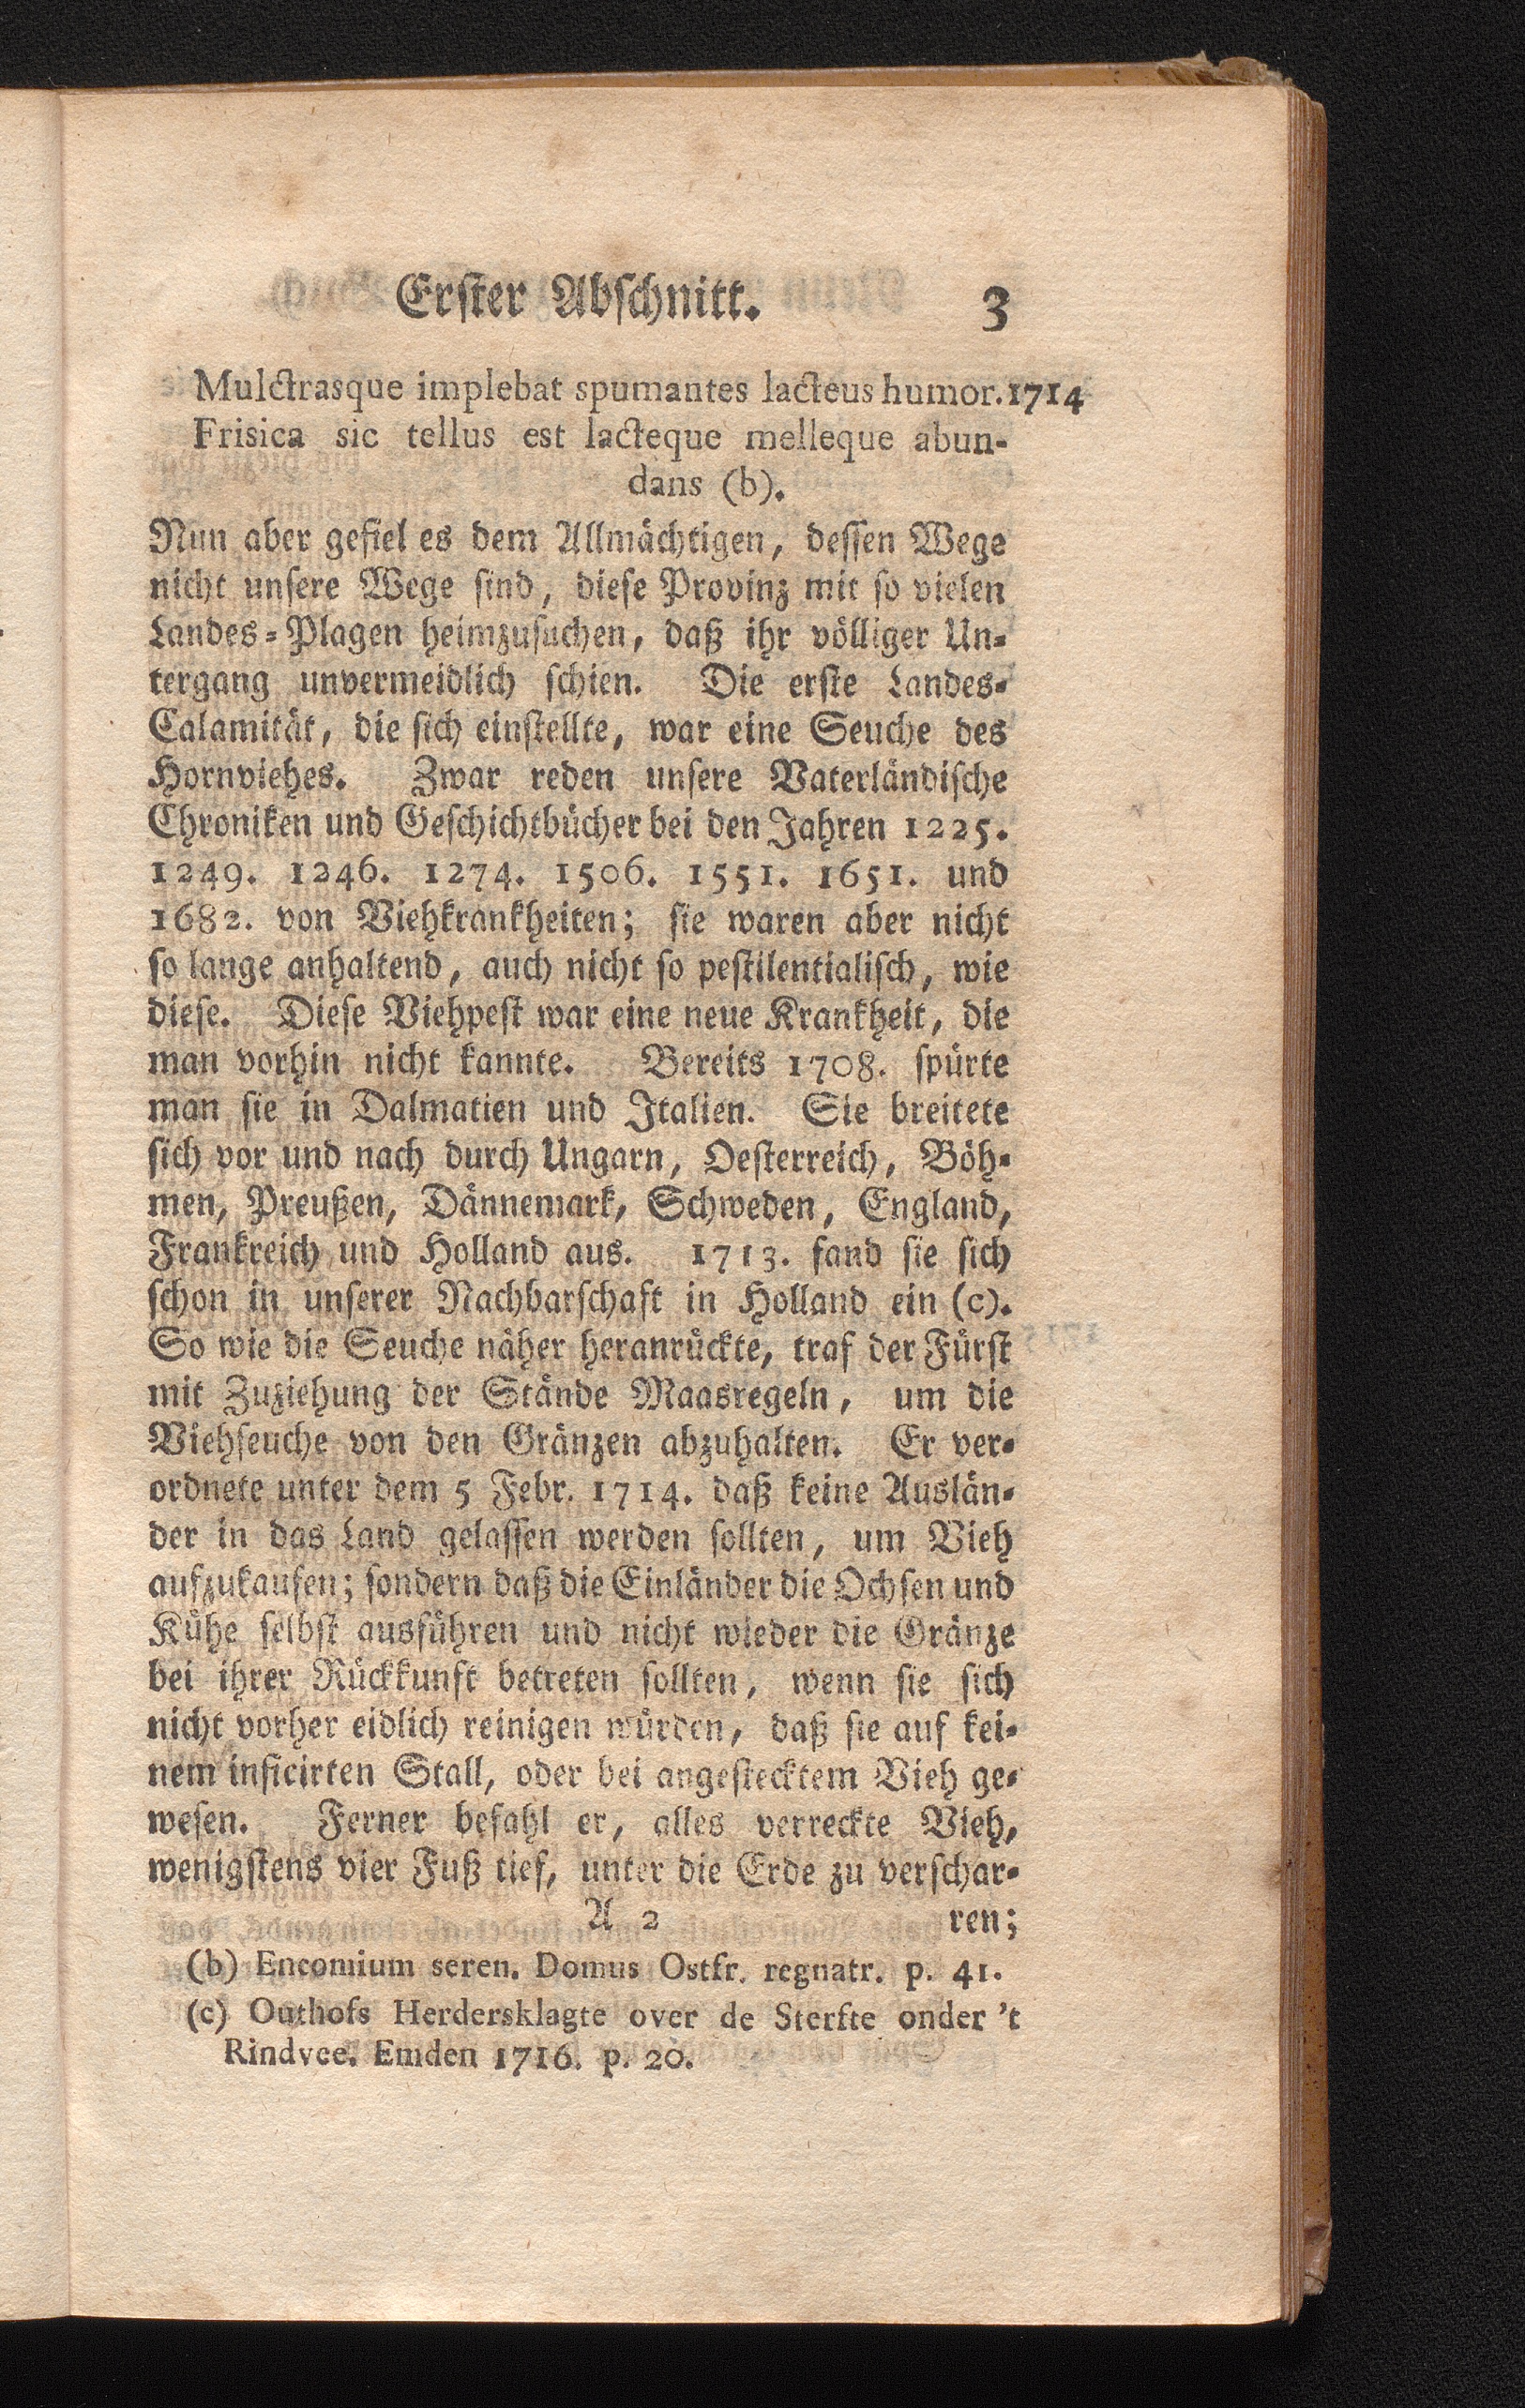 Erster Abschnitt. 3
Mulctrasque implebat spumantes lacteus humor. 1714
Frisica sic tellus est lacteque melleque abun-
dans (b).
Nun aber gefiel es dem Allmächtigen, dessen Wege
nicht unsere Wege sind, diese Provinz mit so vielen
Landes-Plagen heimzusuchen, daß ihr völliger Un-
tergang unvermeidlich schien. Die erste Landes-
Calamität, die sich einstellte, war eine Seuche des
Hornviehes. Zwar reden unsere Vaterländische
Chroniken und Geschichtbücher bei den Jahren 1225.
1249. 1246. 1274. 1506. 1551. 1651. und
1682. von Viehkrankheiten; sie waren aber nicht
so lange anhaltend, auch nicht so pestilentialisch, wie
diese. Diese Viehpest war eine neue Krankheit, die
man vorhin nicht kannte. Bereits 1708. spürte
man sie in Dalmatien und Italien. Sie breitete
sich vor und nach durch Ungarn, Oesterreich, Böh-
men, Preußen, Dännemark, Schweden, England,
Frankreich und Holland aus. 1713. fand sie sich
schon in unserer Nachbarschaft in Holland ein (c).
So wie die Seuche näher heranrückte, traf der Fürst
mit Zuziehung der Stände Maasregeln, um die
Viehseuche von den Gränzen abzuhalten. Er ver-
ordnete unter dem 5 Febr. 1714. daß keine Auslän-
der in das Land gelassen werden sollten, um Vieh
aufzukaufen; sondern daß die Einländer die Ochsen und
Kühe selbst ausführen und nicht wieder die Gränze
bei ihrer Rückkunft betreten sollten, wenn sie sich
nicht vorher eidlich reinigen würden, daß sie auf kei-
nem inficirten Stall, oder bei angestecktem Vieh ge-
wesen. Ferner befahl er, alles verreckte Vieh,
wenigstens vier Fuß tief, unter die Erde zu verschar-
A 2 ren;
(b) Encomium seren. Domus Ostfr. regnatr. p. 41.
(c) Outhofs Herdersklagte over de Sterfte onder 't
Rindvee. Emden 1716. p. 20.